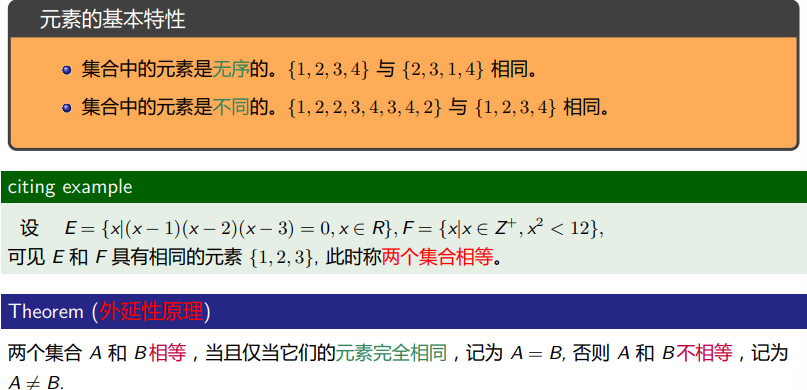 元素的基本特性
集合中的元素是无序的。{1, 2, 3, 4} 与 {2, 3, 1, 4} 相同。
集合中的元素是不同的。{1, 2, 2, 3, 4, 3, 4, 2} 与 {1, 2, 3, 4} 相同。
citing example
设 E = {x|(x − 1)(x − 2)(x − 3) = 0, x ∈ R}, F = {x|x ∈ Z⁺, x² < 12},
可见 E 和 F 具有相同的元素 {1, 2, 3}, 此时称两个集合相等。
Theorem (外延性原理)
两个集合 A 和 B相等，当且仅当它们的元素完全相同，记为 A = B, 否则 A 和 B不相等，记为
A ≠ B.